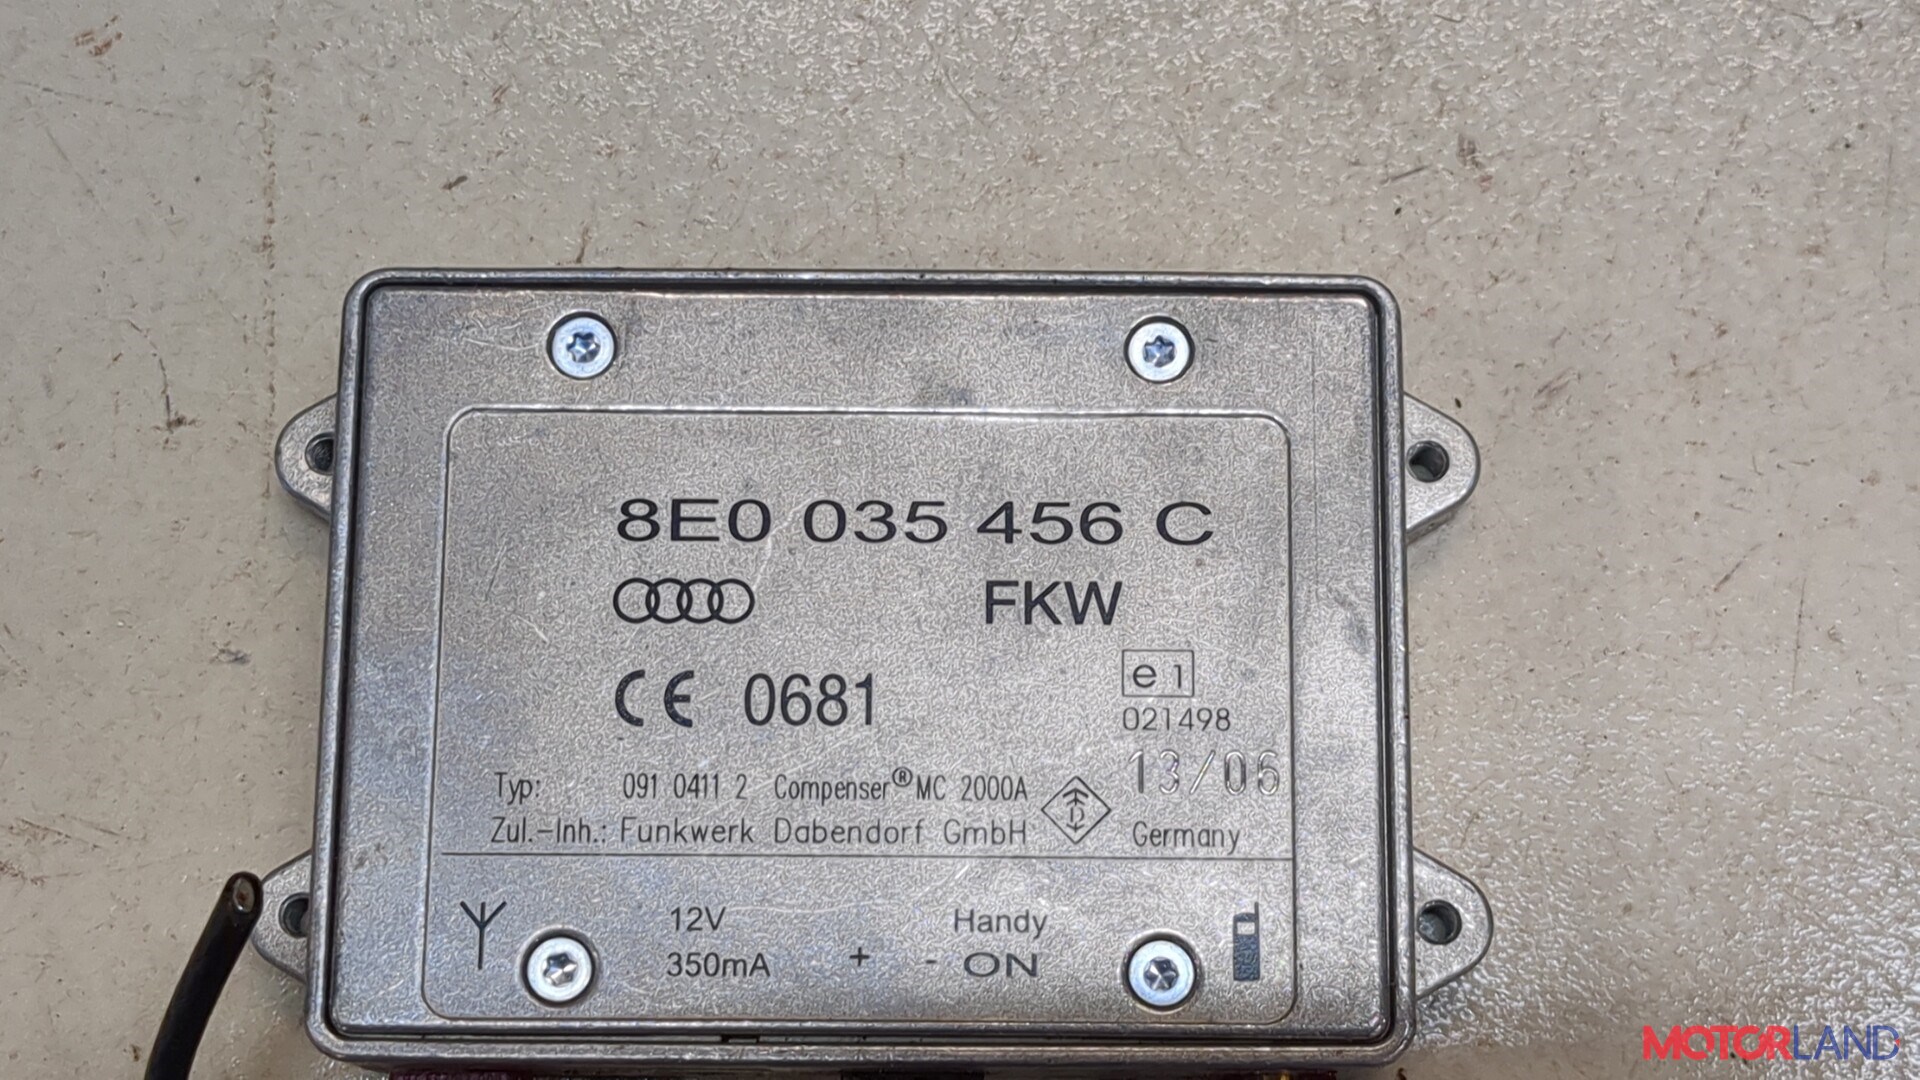 8E0 035 456 C
FKW
CE 0681
e1
021498
13/06
Typ: 091 0411 2 Compenser® MC 2000A
Zul.-Inh.: Funkwerk Dabendorf GmbH
Germany
12V Handy
350mA + - ON
MOTORLAND